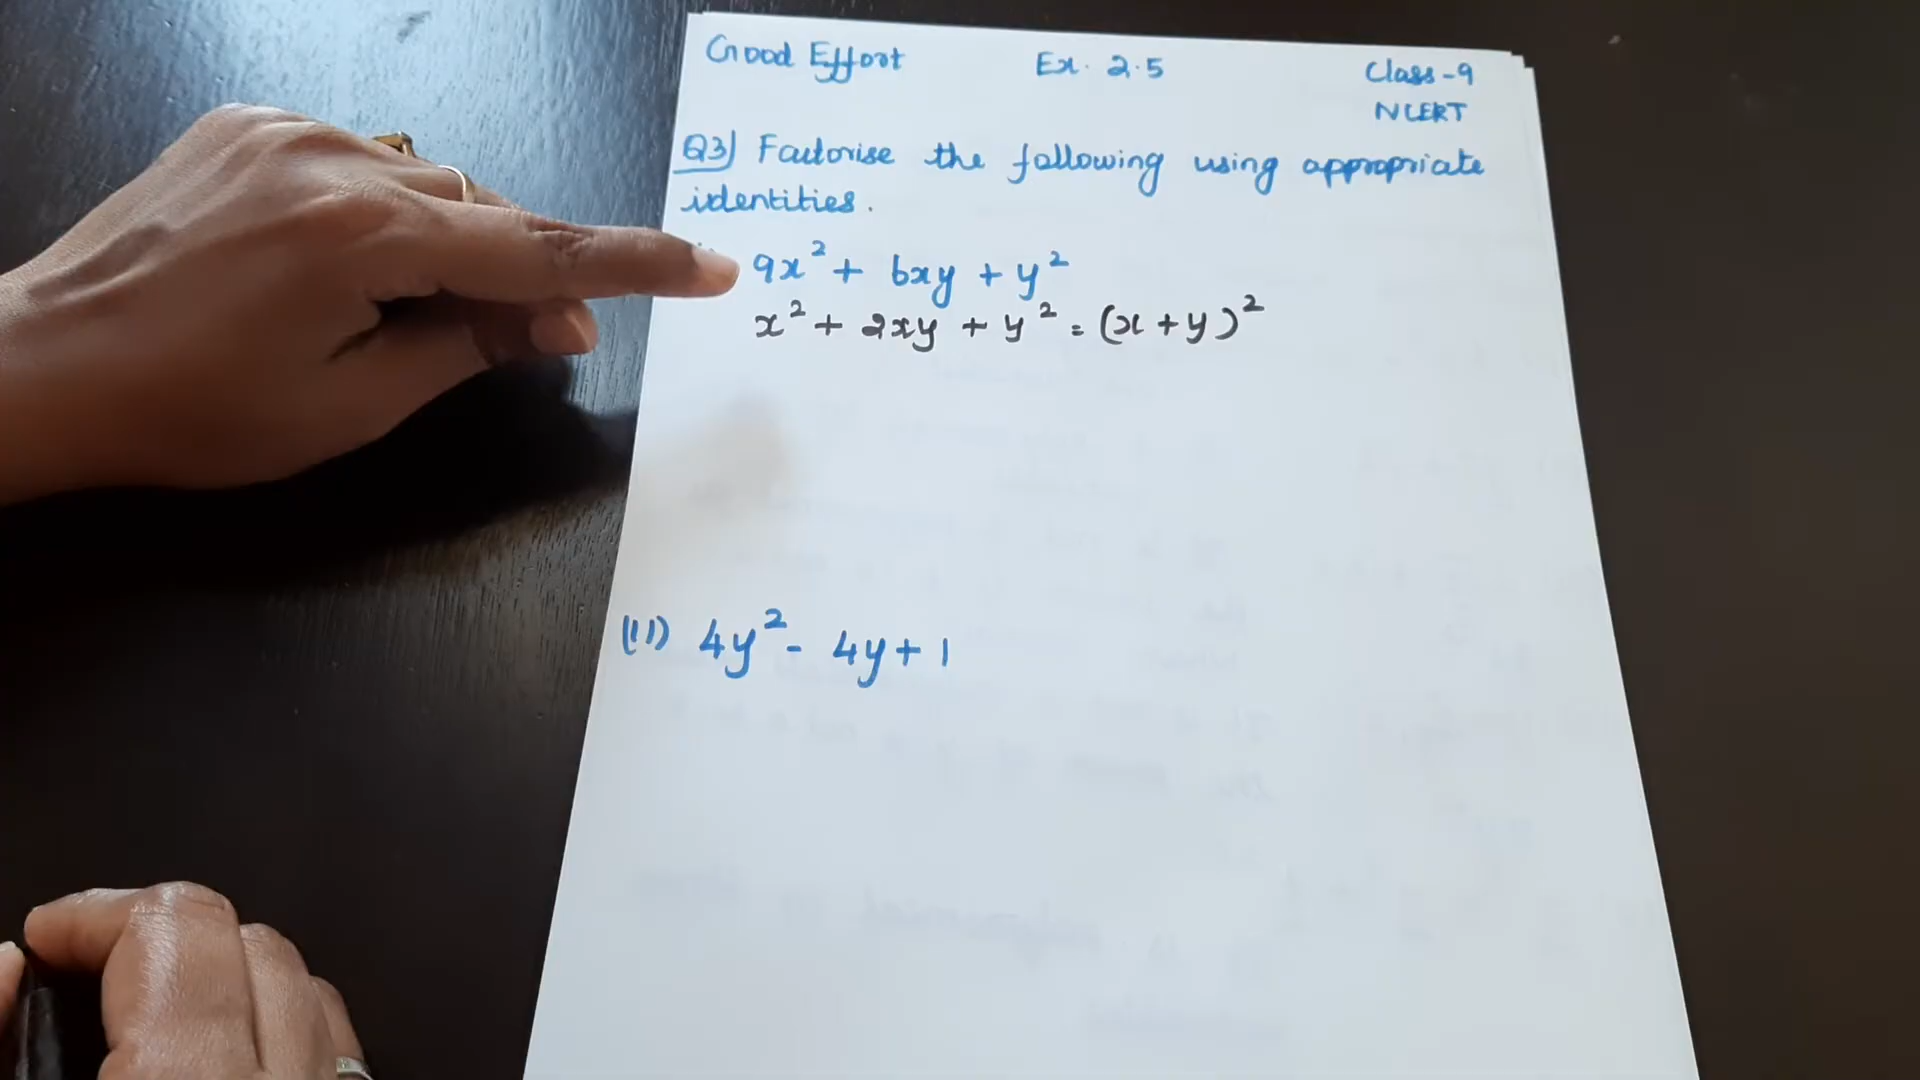 Good Effort Ex. 2.5 Class-9
NCERT
Q3) Factorise the following using appropriate
identities.
9x² + 6xy + y²
x² + 2xy + y² = (x + y)²
(ii) 4y² - 4y + 1